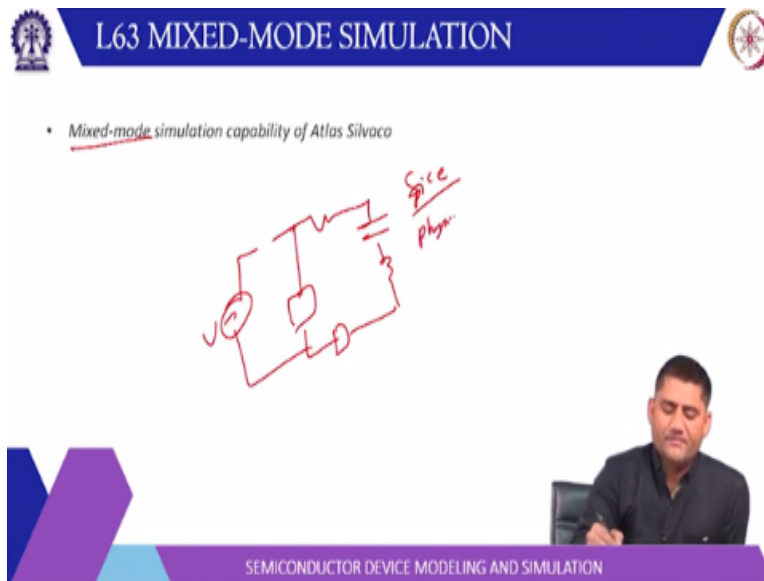 L63 MIXED-MODE SIMULATION
• Mixed-mode simulation capability of Atlas Silvaco
Spice
V
SEMICONDUCTOR DEVICE MODELING AND SIMULATION